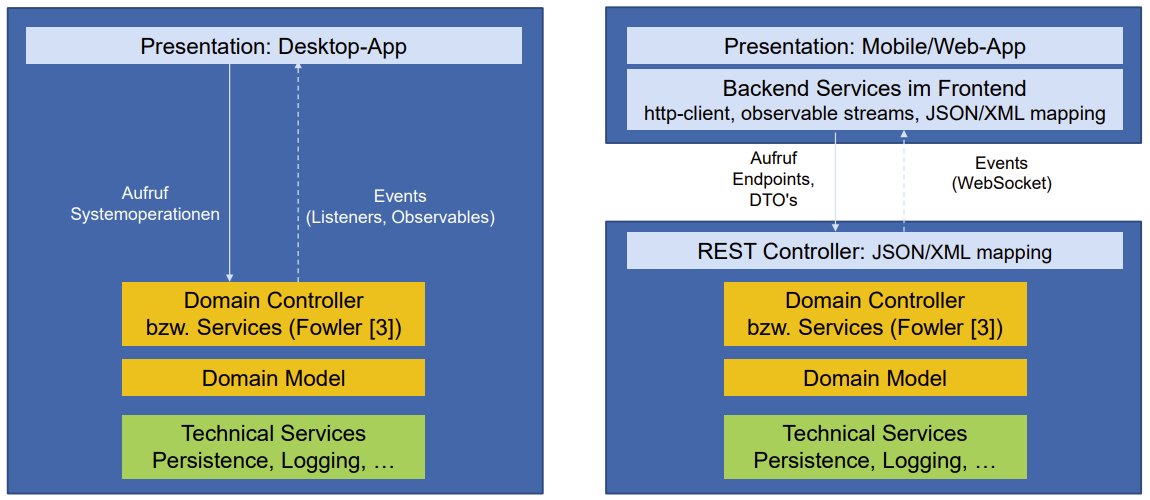 Presentation: Desktop-App
Aufruf
Systemoperationen
Events
(Listeners, Observables)
Domain Controller
bzw. Services (Fowler [3])
Domain Model
Technical Services
Persistence, Logging, …
Presentation: Mobile/Web-App
Backend Services im Frontend
http-client, observable streams, JSON/XML mapping
Aufruf
Endpoints,
DTO's
Events
(WebSocket)
REST Controller: JSON/XML mapping
Domain Controller
bzw. Services (Fowler [3])
Domain Model
Technical Services
Persistence, Logging, …